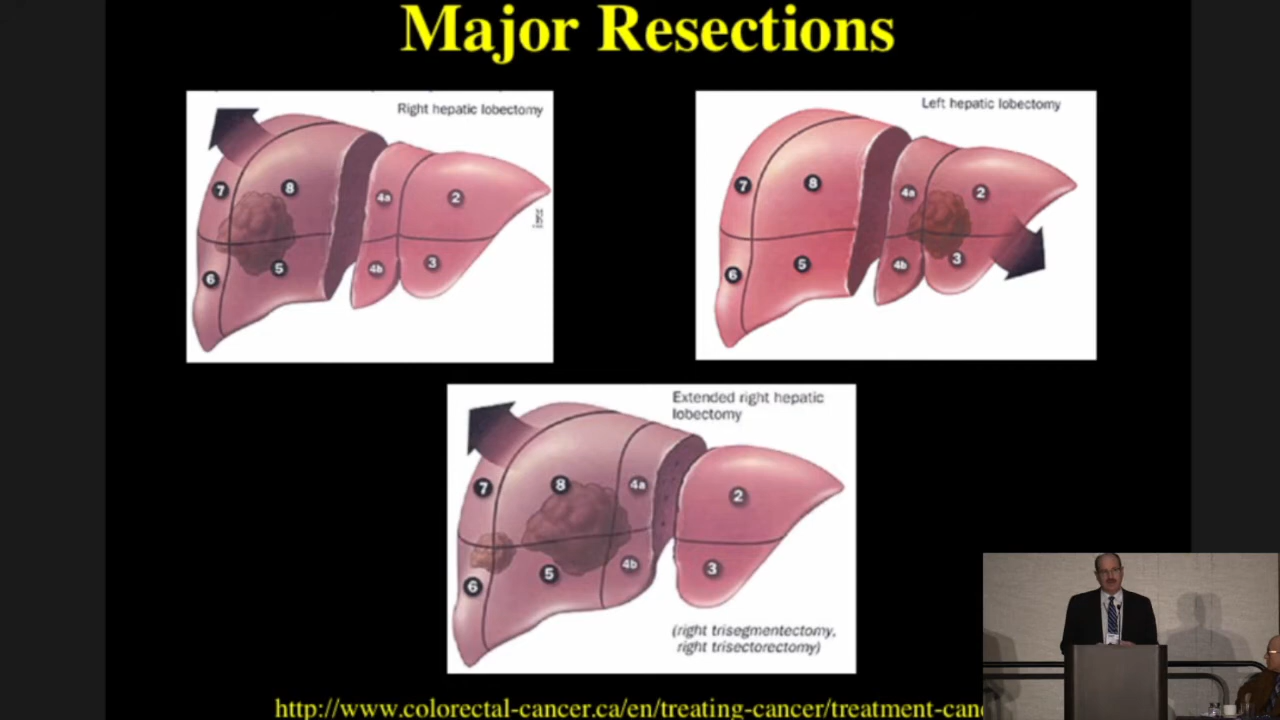 Major Resections
Right hepatic lobectomy
7
8
4a
2
6
5
4b
3
Left hepatic lobectomy
7
8
4a
2
6
5
4b
3
Extended right hepatic
lobectomy
7
8
4a
2
6
5
4b
3
(right trisegmentectomy,
right trisectorectomy)
http://www.colorectal-cancer.ca/en/treating-cancer/treatment-canc